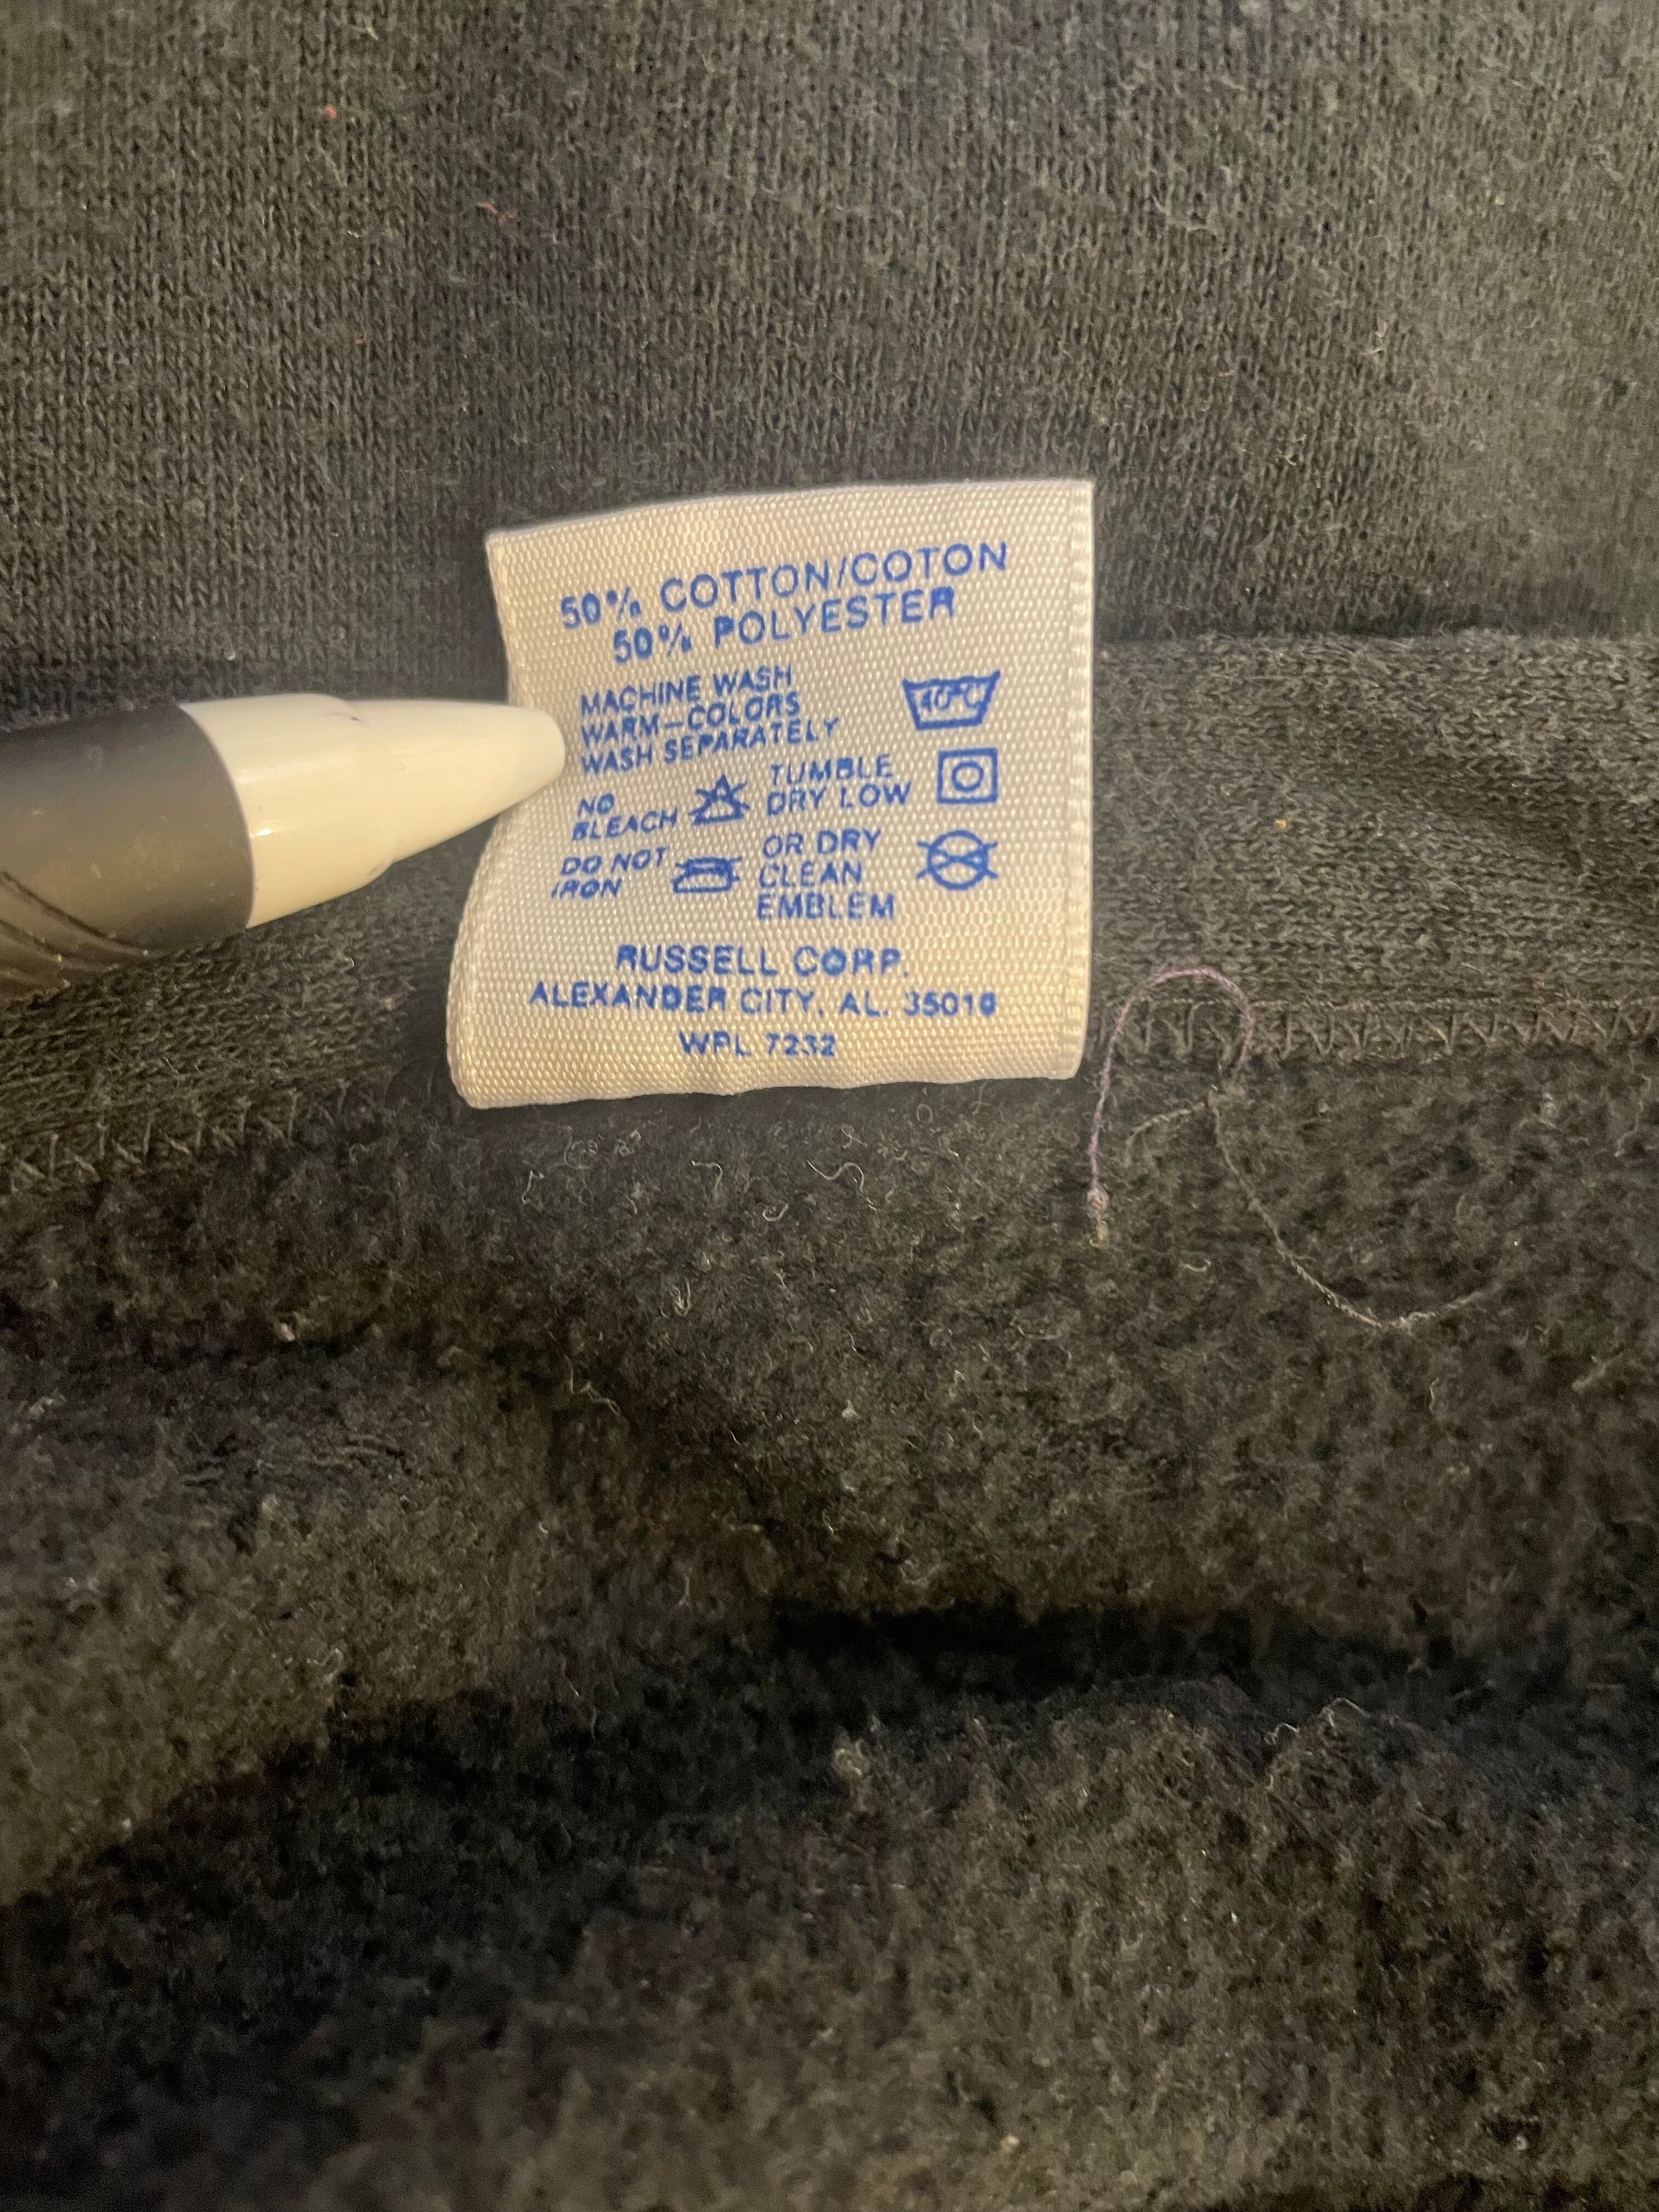 50% COTTON/COTON
50% POLYESTER
MACHINE WASH
WARM-COLORS
WASH SEPARATELY
40°C
NO
BLEACH
TUMBLE
DRY LOW
DO NOT
IRON
OR DRY
CLEAN
EMBLEM
RUSSELL CORP.
ALEXANDER CITY, AL. 35010
WPL 7232